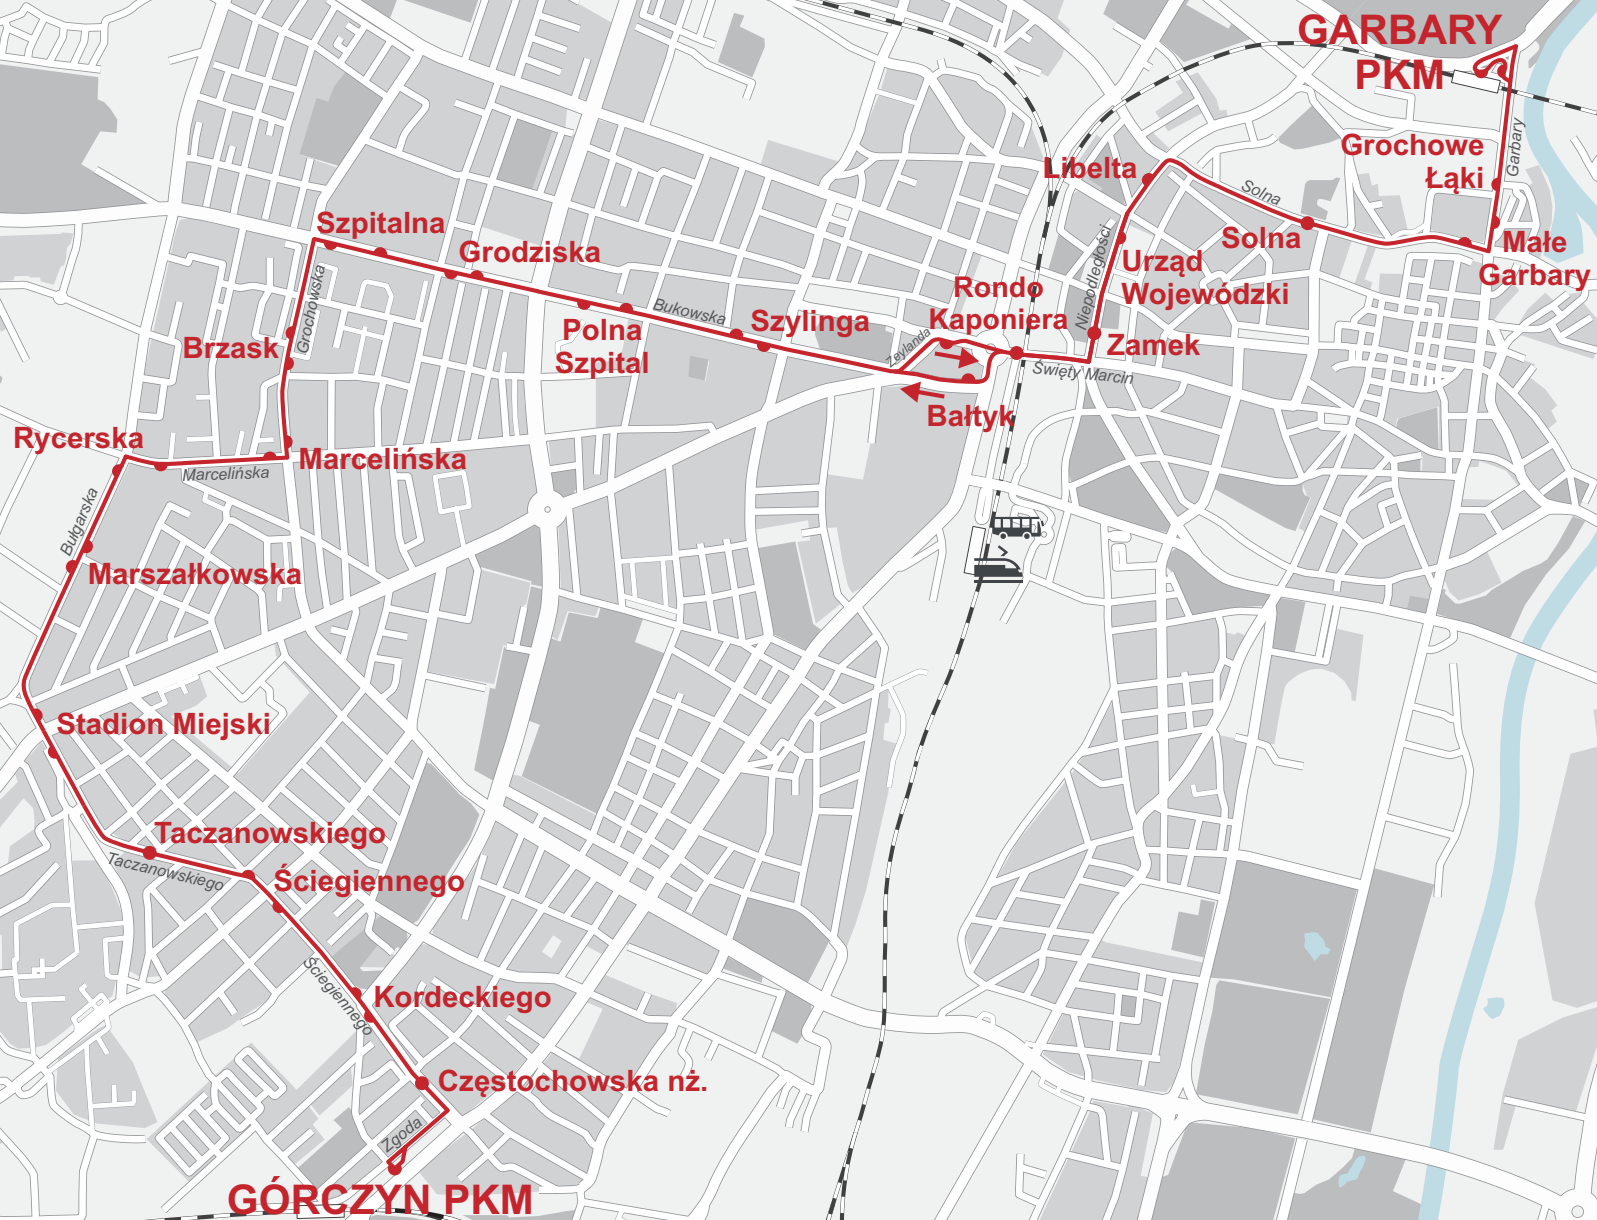 GARBARY
PKM
Garbary
Grochowe
Łąki
Libelta
Solna
Solna
Małe
Garbary
Niepodległości
Urząd
Wojewódzki
Szpitalna
Grochowska
Grodziska
Bukowska
Polna
Szpital
Szylinga
Zeylanda
Rondo
Kaponiera
Zamek
Święty Marcin
Bałtyk
Brzask
Rycerska
Marcelińska
Marcelińska
Bułgarska
Marszałkowska
Stadion Miejski
Taczanowskiego
Taczanowskiego
Ściegiennego
Ściegiennego
Kordeckiego
Częstochowska nż.
Zgoda
GÓRCZYN PKM